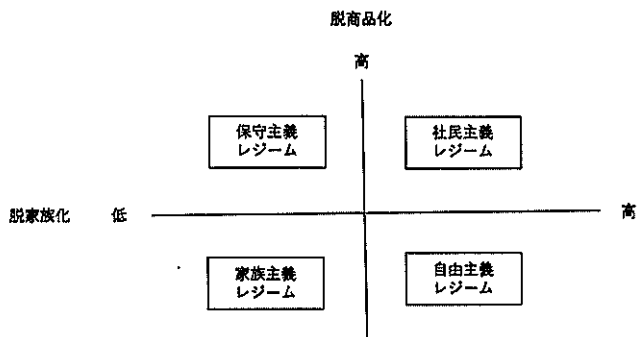 脱商品化
高
保守主義
レジーム
社民主義
レジーム
脱家族化 低
高
家族主義
レジーム
自由主義
レジーム